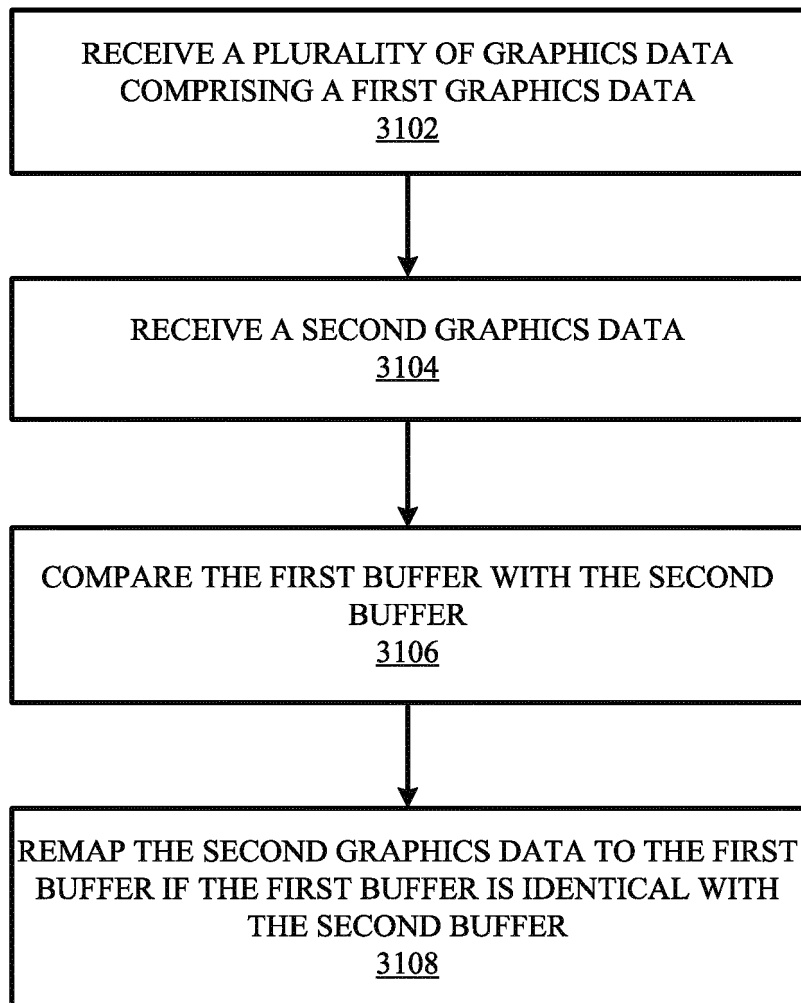 RECEIVE A PLURALITY OF GRAPHICS DATA
COMPRISING A FIRST GRAPHICS DATA
3102
RECEIVE A SECOND GRAPHICS DATA
3104
COMPARE THE FIRST BUFFER WITH THE SECOND
BUFFER
3106
REMAP THE SECOND GRAPHICS DATA TO THE FIRST
BUFFER IF THE FIRST BUFFER IS IDENTICAL WITH
THE SECOND BUFFER
3108